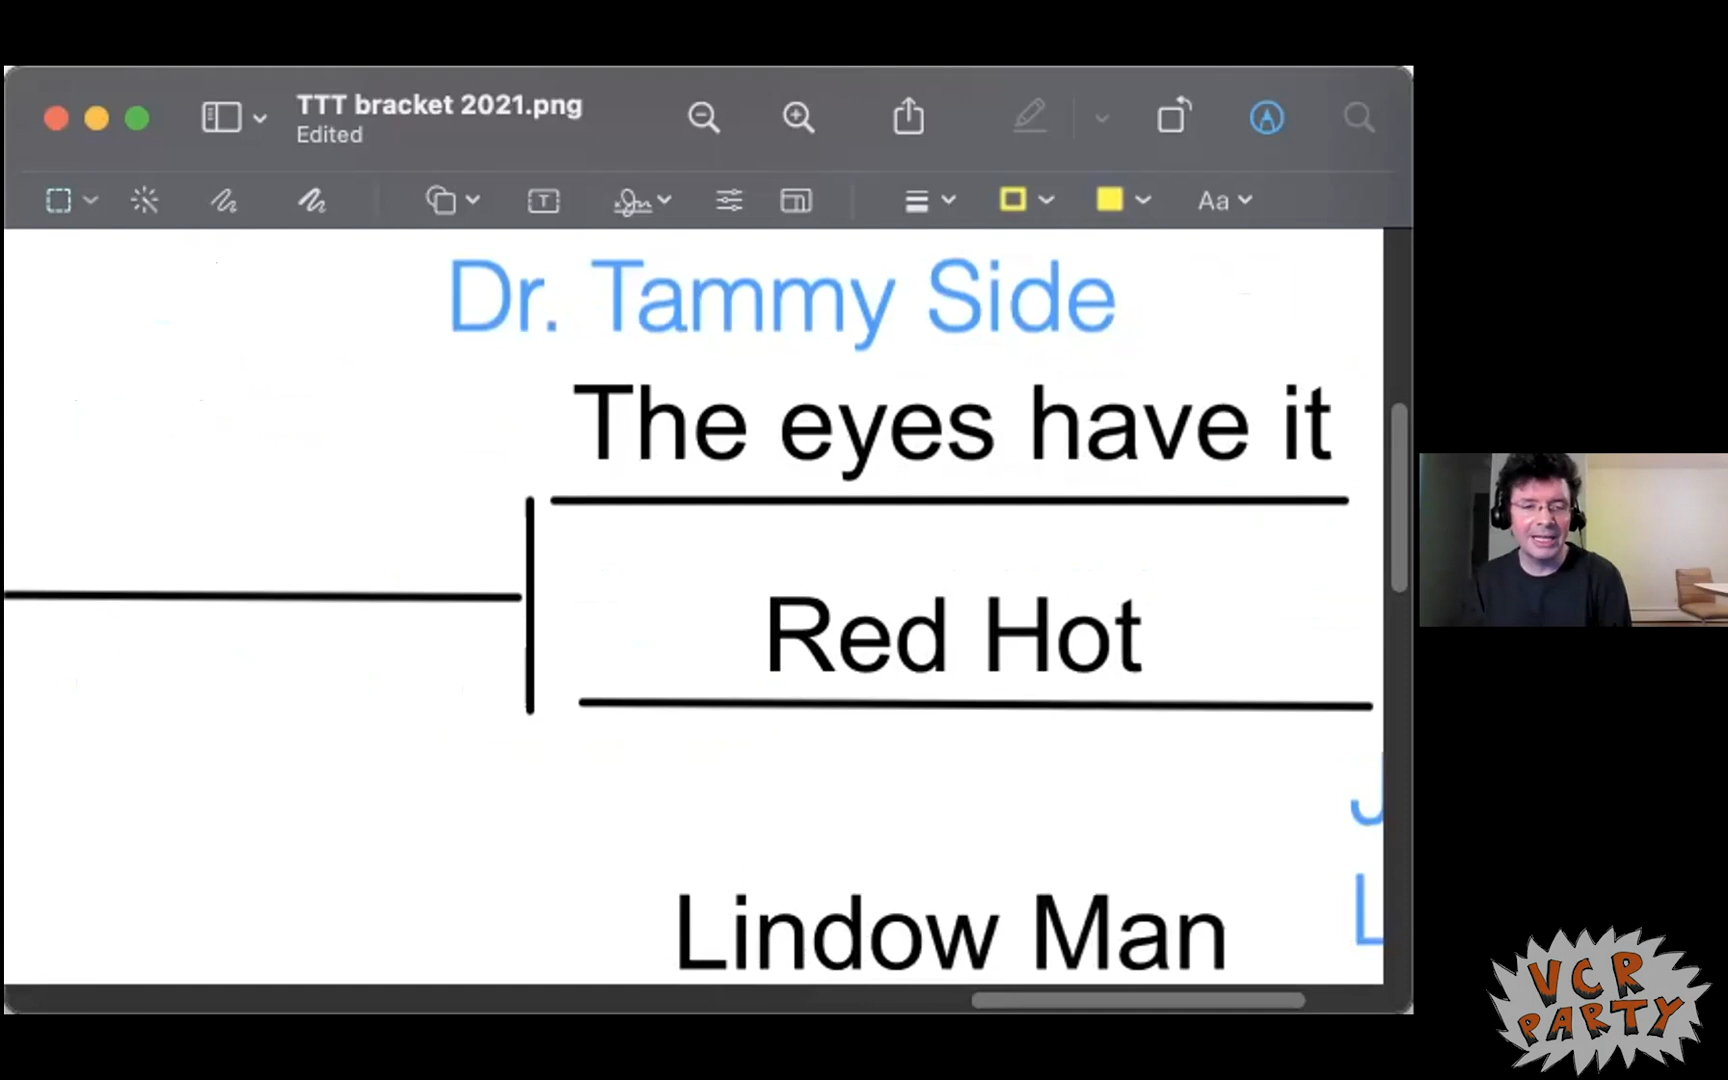 TTT bracket 2021.png
Edited
T
Aa
Dr. Tammy Side
The eyes have it
Red Hot
Lindow Man
VCR
PARTY